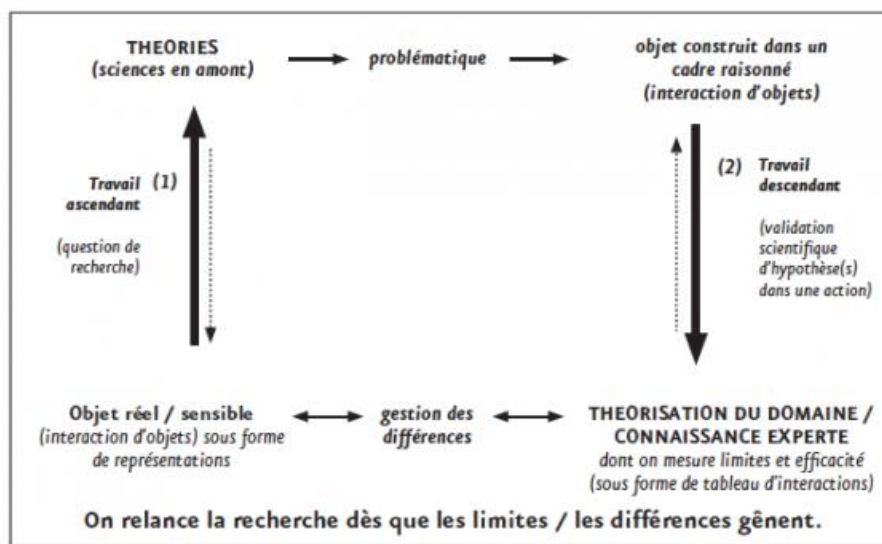 THEORIES
(sciences en amont)
problématique
objet construit dans un
cadre raisonné
(interaction d'objets)
Travail (1)
ascendant
(question de
recherche)
(2) Travail
descendant
(validation
scientifique
d'hypothèse(s)
dans une action)
Objet réel / sensible
(interaction d'objets) sous forme
de représentations
gestion des
différences
THEORISATION DU DOMAINE /
CONNAISSANCE EXPERTE
dont on mesure limites et efficacité
(sous forme de tableau d'interactions)
On relance la recherche dès que les limites / les différences gênent.